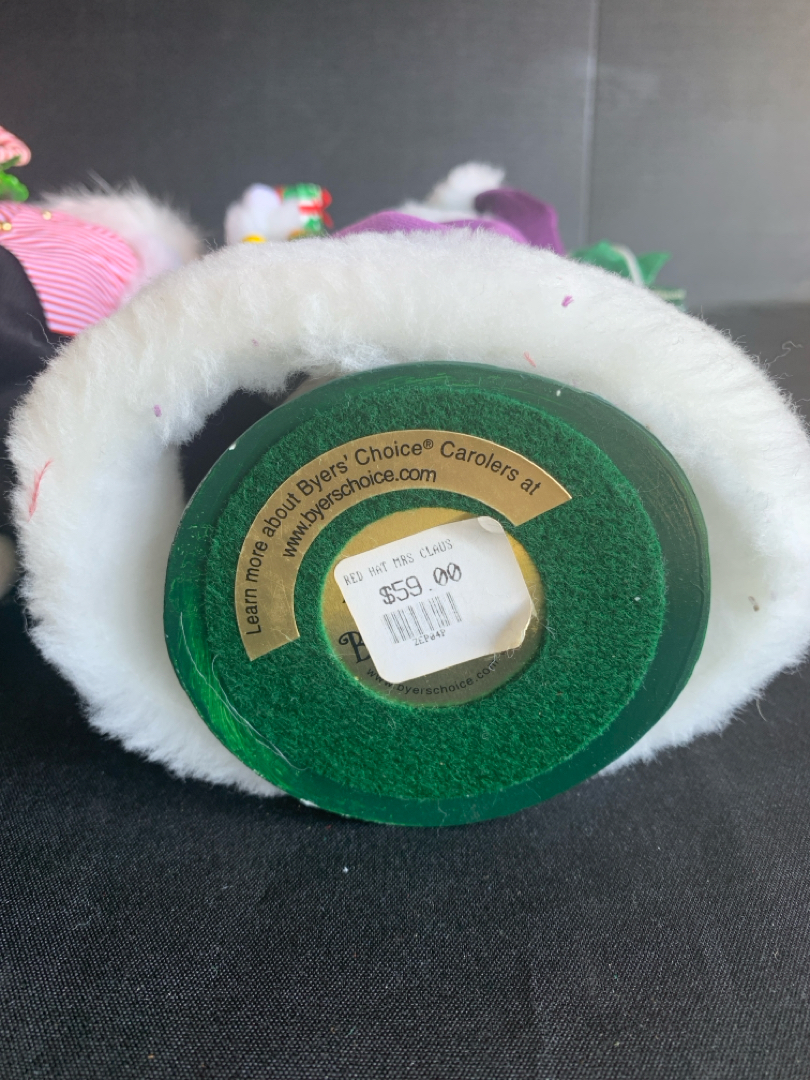 Learn more about Byers' Choice® Carolers at
www.byerschoice.com
RED HAT MRS CLAUS
$59.00
ZEP04P
B
www.byerschoice.com